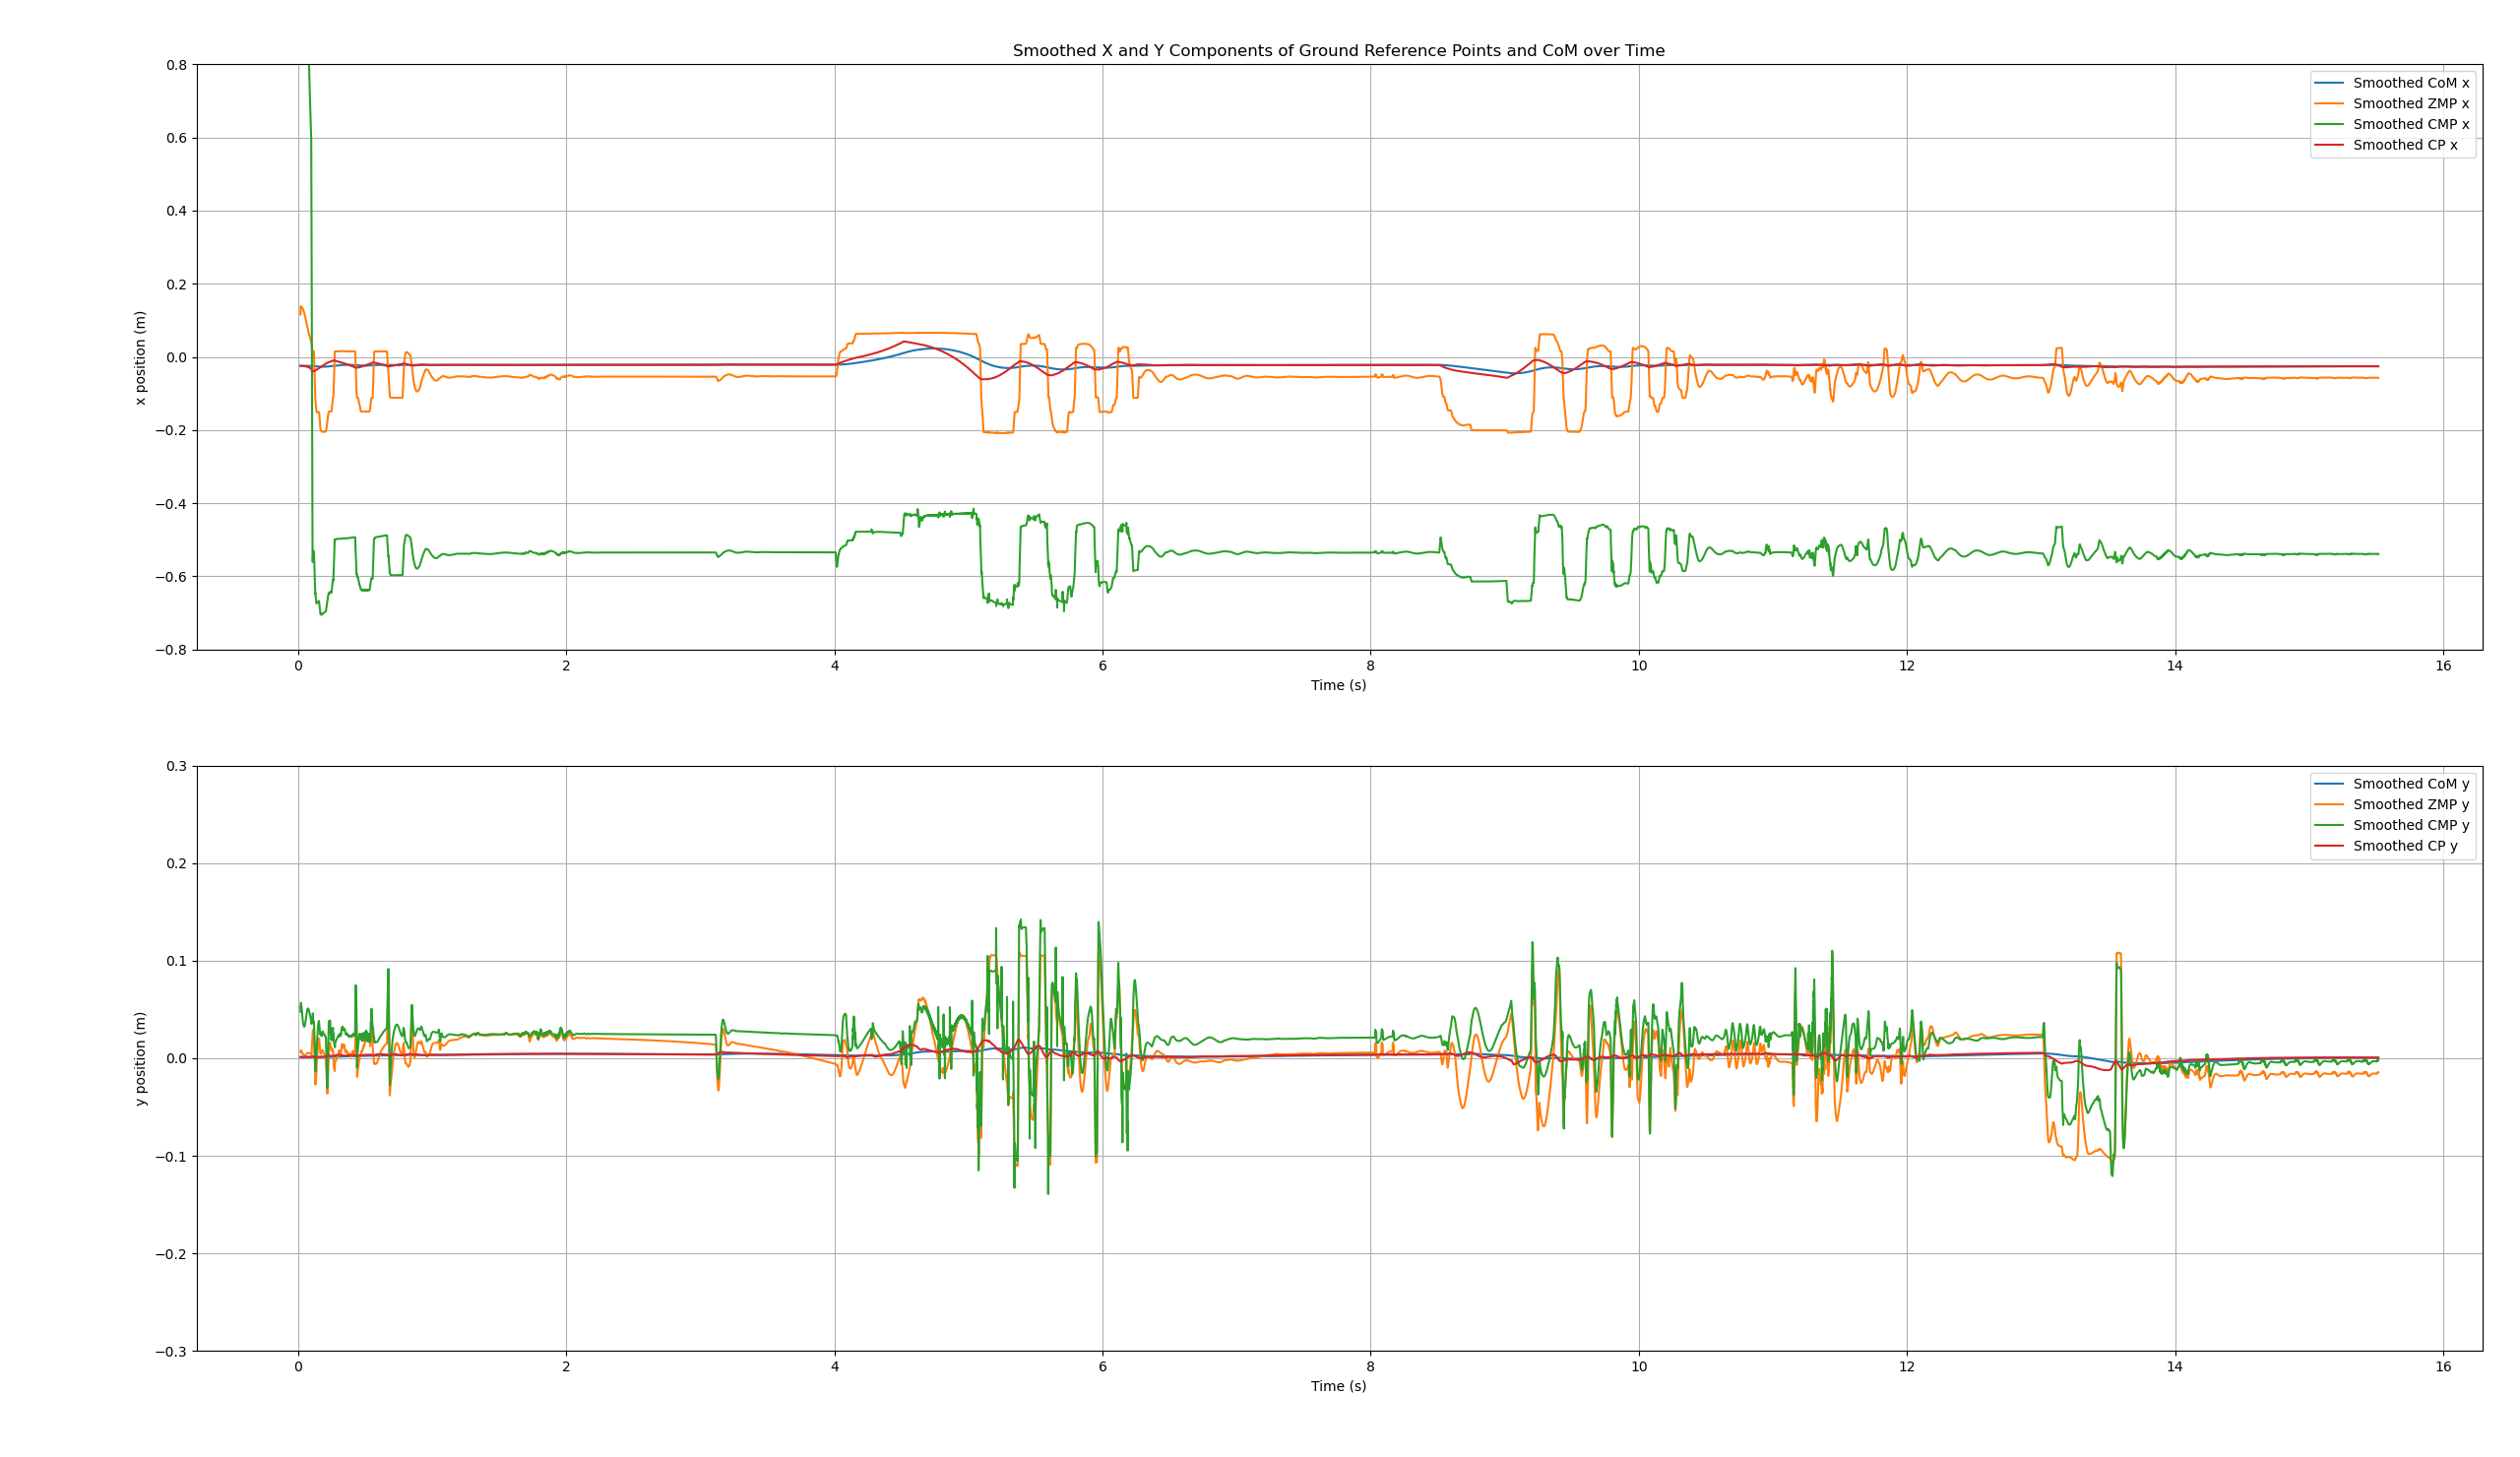 Smoothed X and Y Components of Ground Reference Points and CoM over Time
0.8
0.6
0.4
0.2
0.0
−0.2
−0.4
−0.6
−0.8
x position (m)
Smoothed CoM x
Smoothed ZMP x
Smoothed CMP x
Smoothed CP x
0 2 4 6 8 10 12 14 16
Time (s)
0.3
0.2
0.1
0.0
−0.1
−0.2
−0.3
y position (m)
Smoothed CoM y
Smoothed ZMP y
Smoothed CMP y
Smoothed CP y
0 2 4 6 8 10 12 14 16
Time (s)